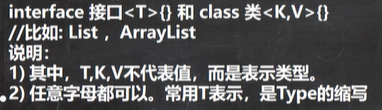 interface 接口<T>{} 和 class 类<K,V>{}
//比如: List , ArrayList
说明:
1) 其中，T,K,V不代表值，而是表示类型。
2) 任意字母都可以。常用T表示，是Type的缩写